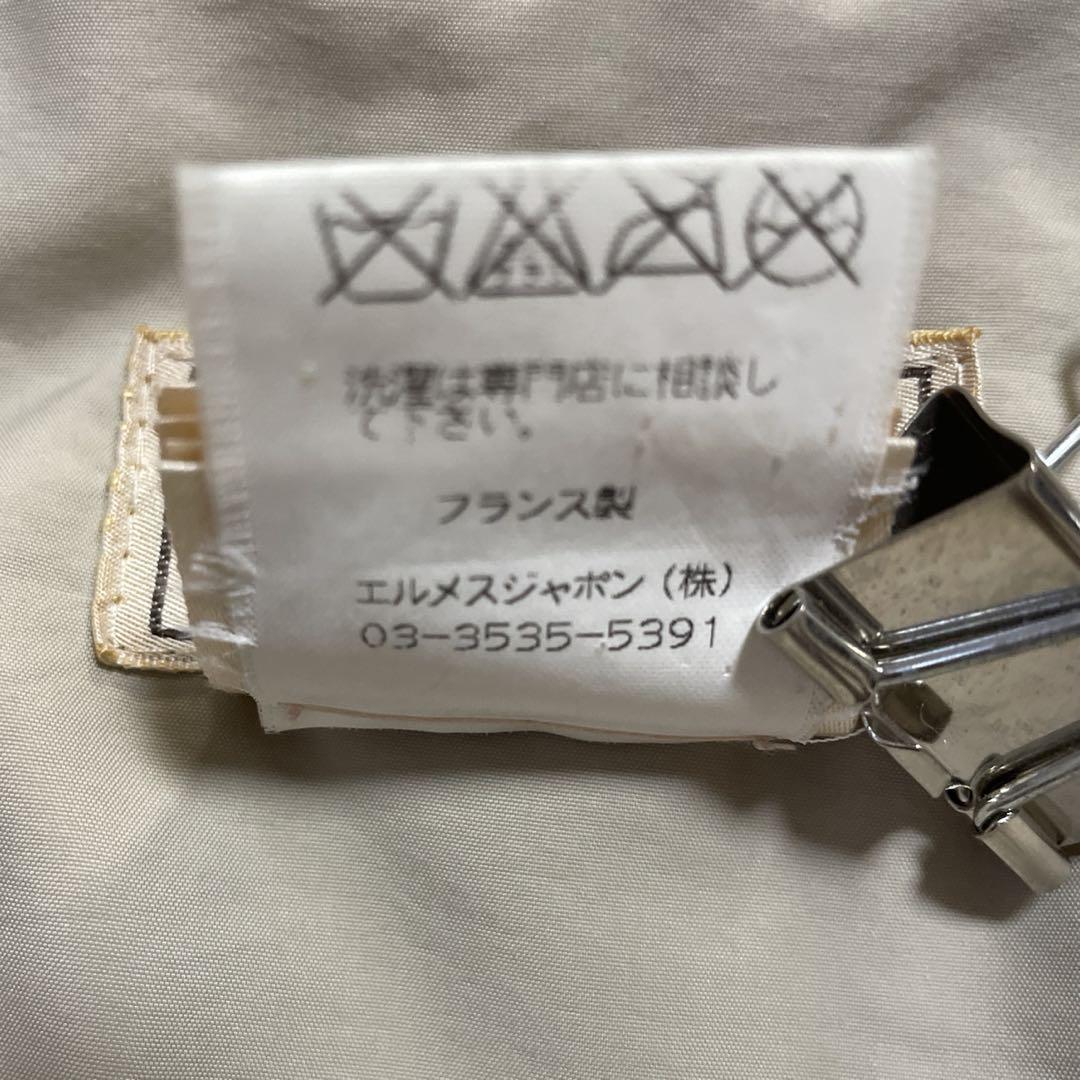 洗濯は専門店に相談し
て下さい。
フランス製
エルメスジャポン（株）
03-3535-5391